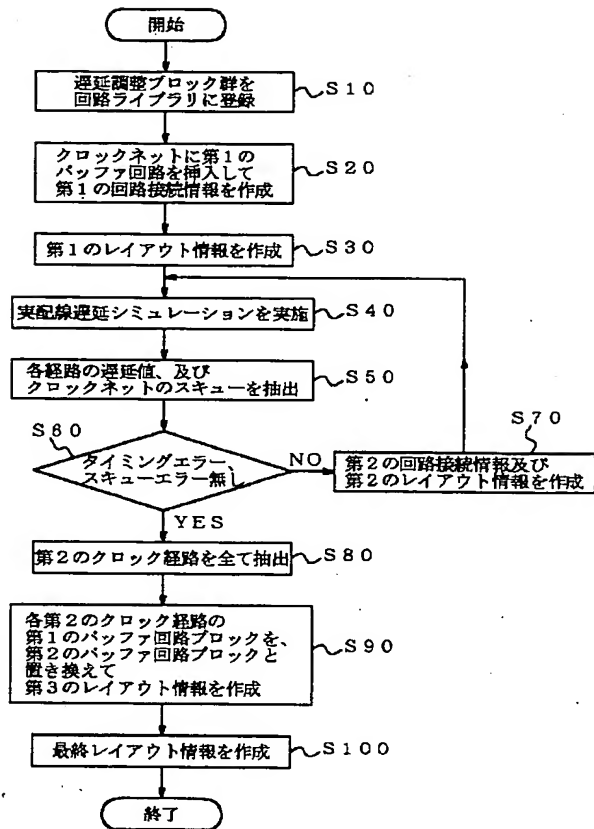 開始
遅延調整ブロック群を
回路ライブラリに登録
S10
クロックネットに第1の
バッファ回路を挿入して
第1の回路接続情報を作成
S20
第1のレイアウト情報を作成
S30
実配線遅延シミュレーションを実施
S40
各経路の遅延値、及び
クロックネットのスキューを抽出
S50
S60
タイミングエラー、
スキューエラー無し
NO
S70
第2の回路接続情報及び
第2のレイアウト情報を作成
YES
第2のクロック経路を全て抽出
S80
各第2のクロック経路の
第1のバッファ回路ブロックを、
第2のバッファ回路ブロックと
置き換えて
第3のレイアウト情報を作成
S90
最終レイアウト情報を作成
S100
終了